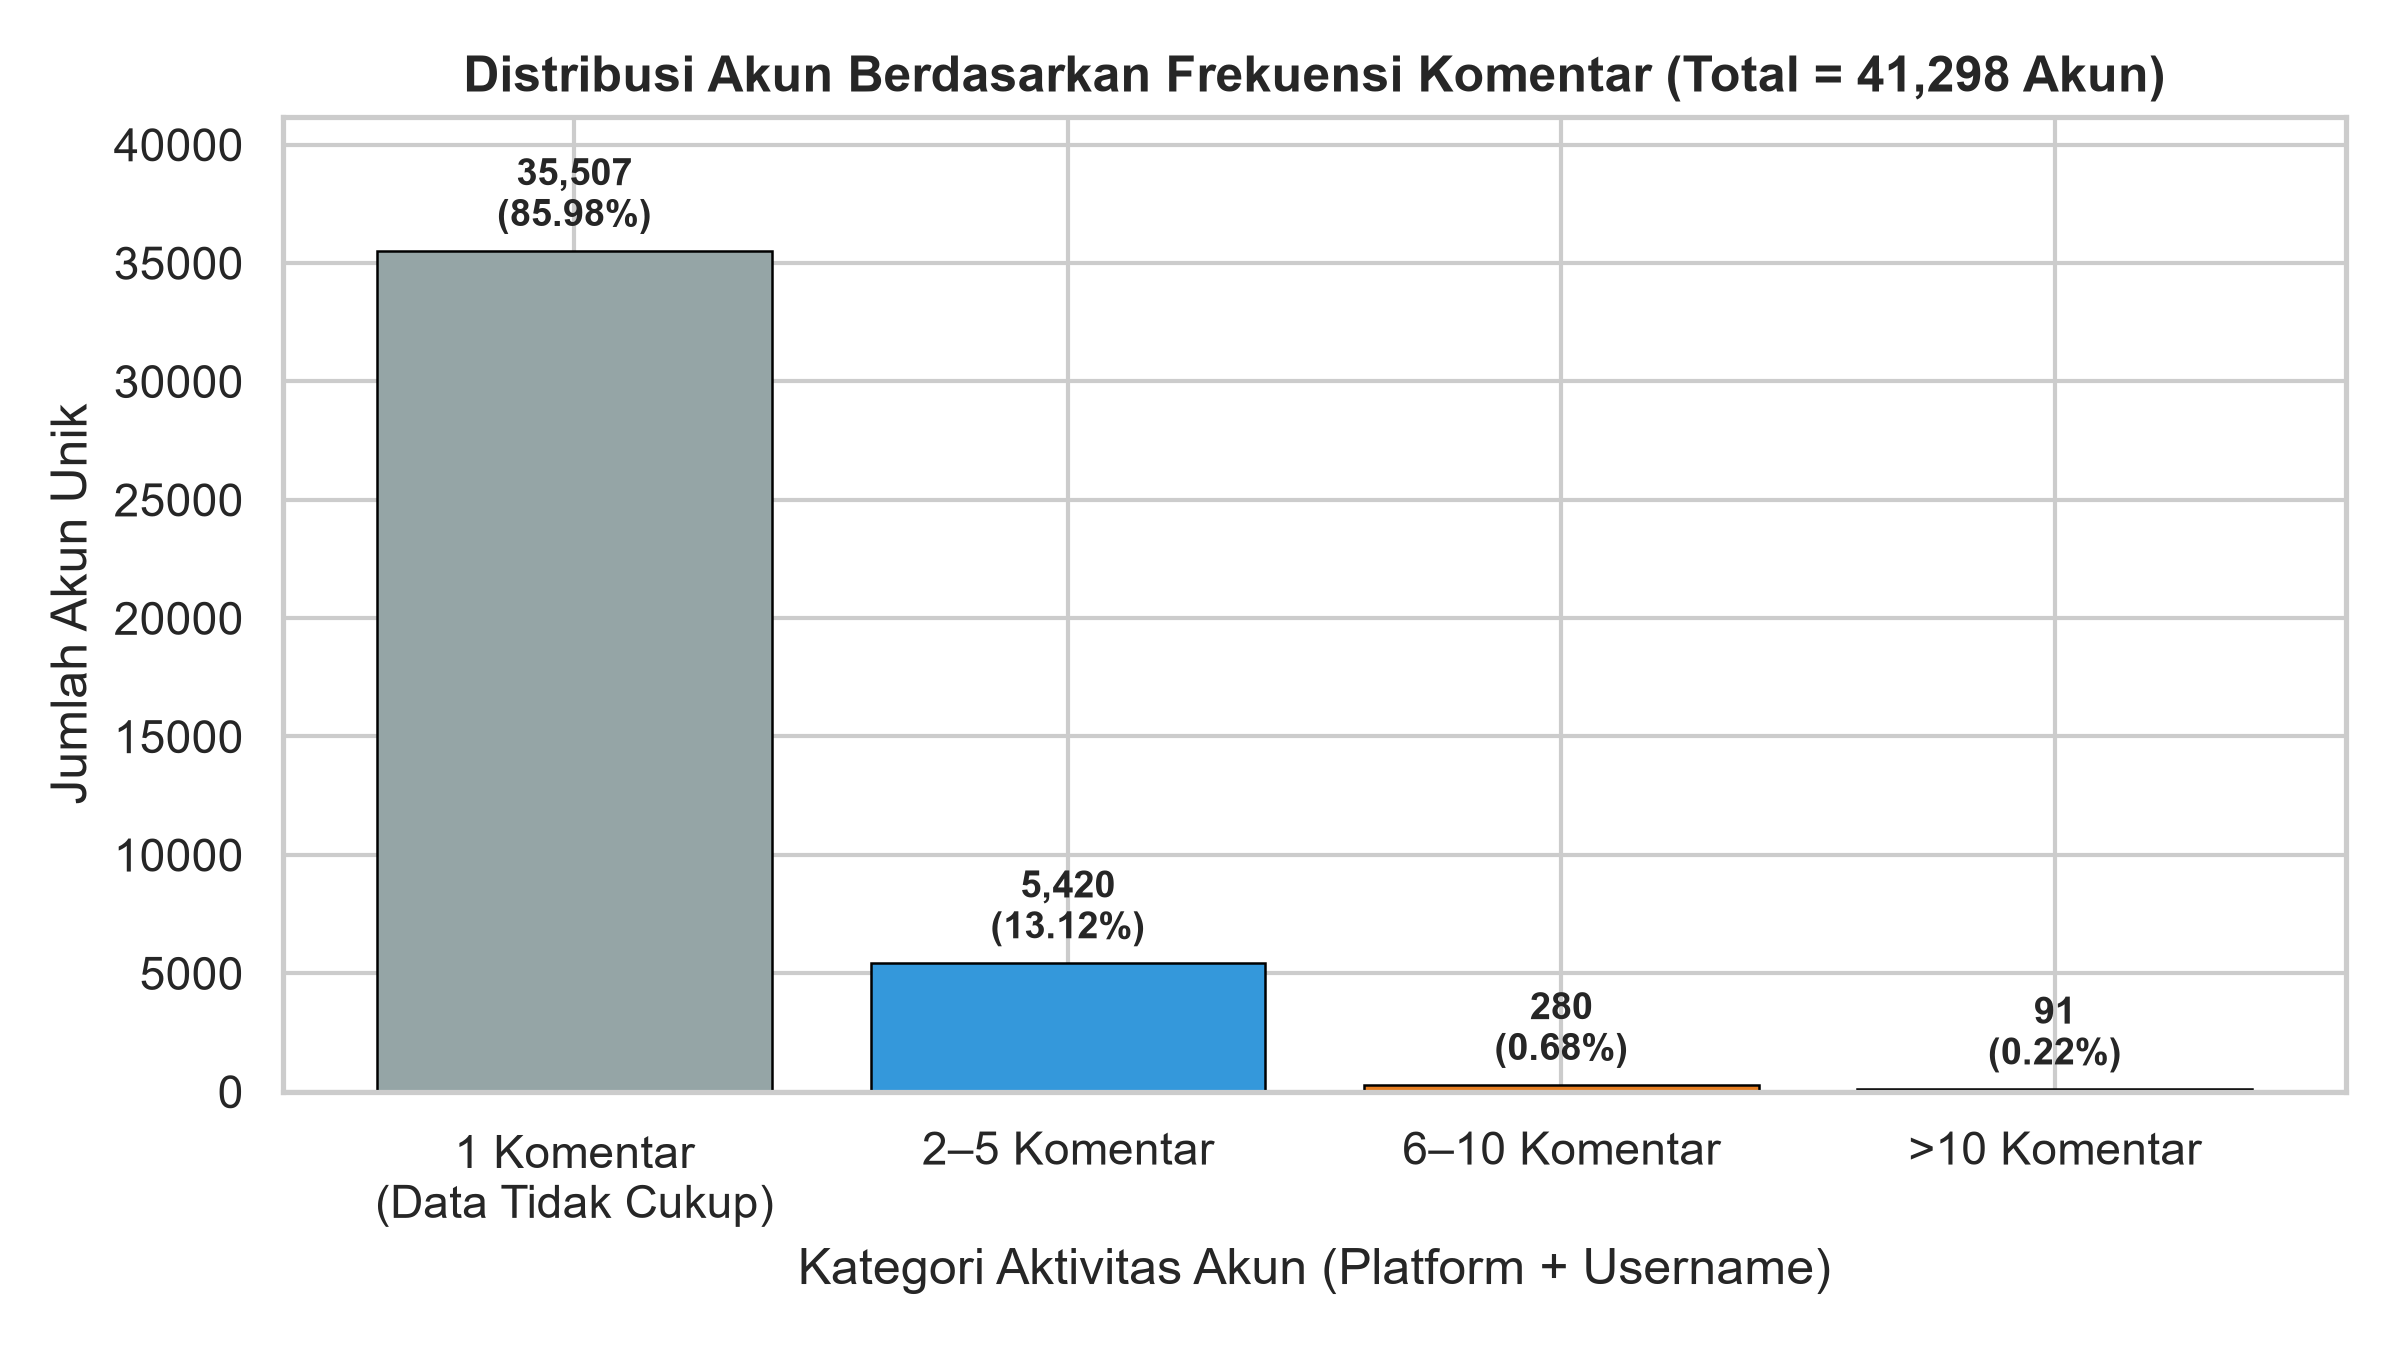 Distribusi Akun Berdasarkan Frekuensi Komentar (Total = 41,298 Akun)
Jumlah Akun Unik
40000
35000
30000
25000
20000
15000
10000
5000
0
35,507
(85.98%)
5,420
(13.12%)
280
(0.68%)
91
(0.22%)
1 Komentar
(Data Tidak Cukup)
2–5 Komentar
6–10 Komentar
>10 Komentar
Kategori Aktivitas Akun (Platform + Username)